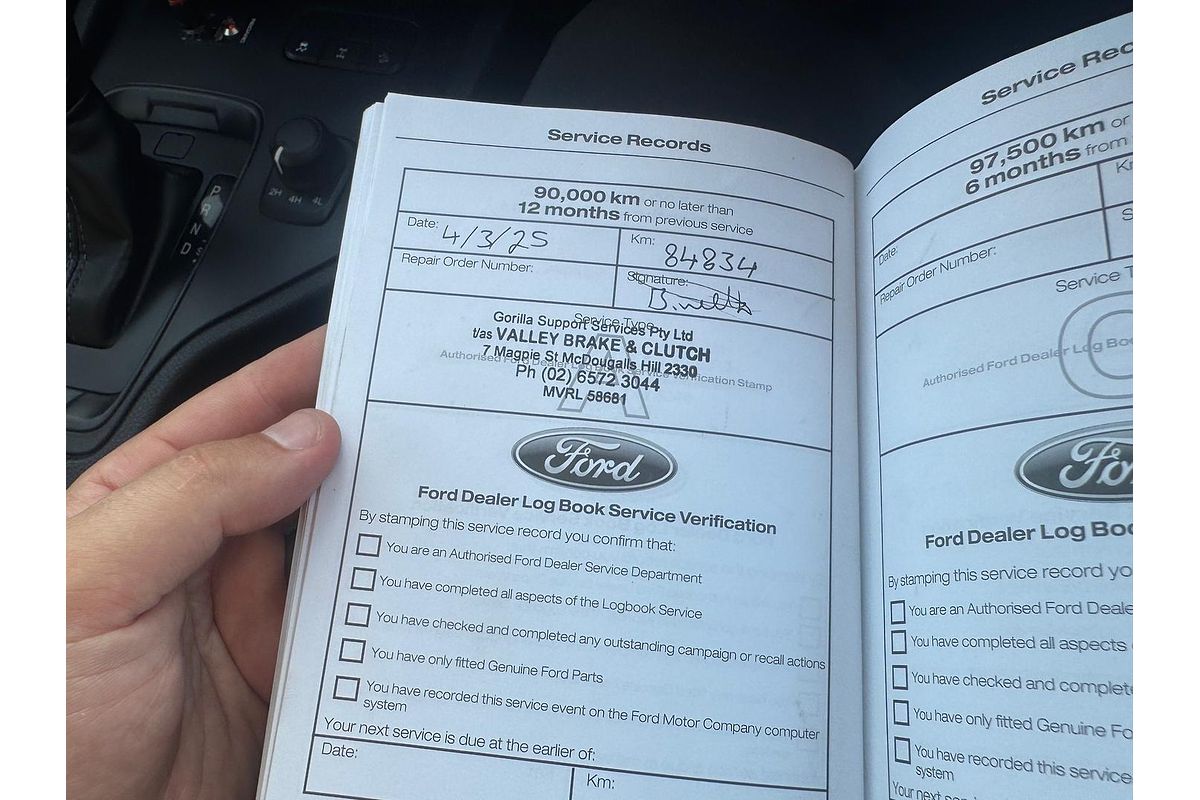 Service Records
90,000 km or no later than
12 months from previous service
Date: 4/3/25
Km: 84834
Repair Order Number:
Signature:
Service Type
A
Authorised Ford Dealer Log Book Service Verification Stamp
Gorilla Support Services Pty Ltd
t/as VALLEY BRAKE & CLUTCH
7 Magpie St McDougalls Hill 2330
Ph (02) 6572 3044
MVRL 58681
Ford
Ford Dealer Log Book Service Verification
By stamping this service record you confirm that:
You are an Authorised Ford Dealer Service Department
You have completed all aspects of the Logbook Service
You have checked and completed any outstanding campaign or recall actions
You have only fitted Genuine Ford Parts
You have recorded this service event on the Ford Motor Company computer
system
Your next service is due at the earlier of:
Date:
Km:
Service Rec
97,500 km or
6 months from
Date:
Repair Order Number:
Service T
Authorised Ford Dealer Log Boo
Fo
Ford Dealer Log Boo
By stamping this service record yo
You are an Authorised Ford Deale
You have completed all aspects
You have checked and complete
You have only fitted Genuine Fo
You have recorded this service
system
Your next
P
R
N
D
S
2H 4H 4L